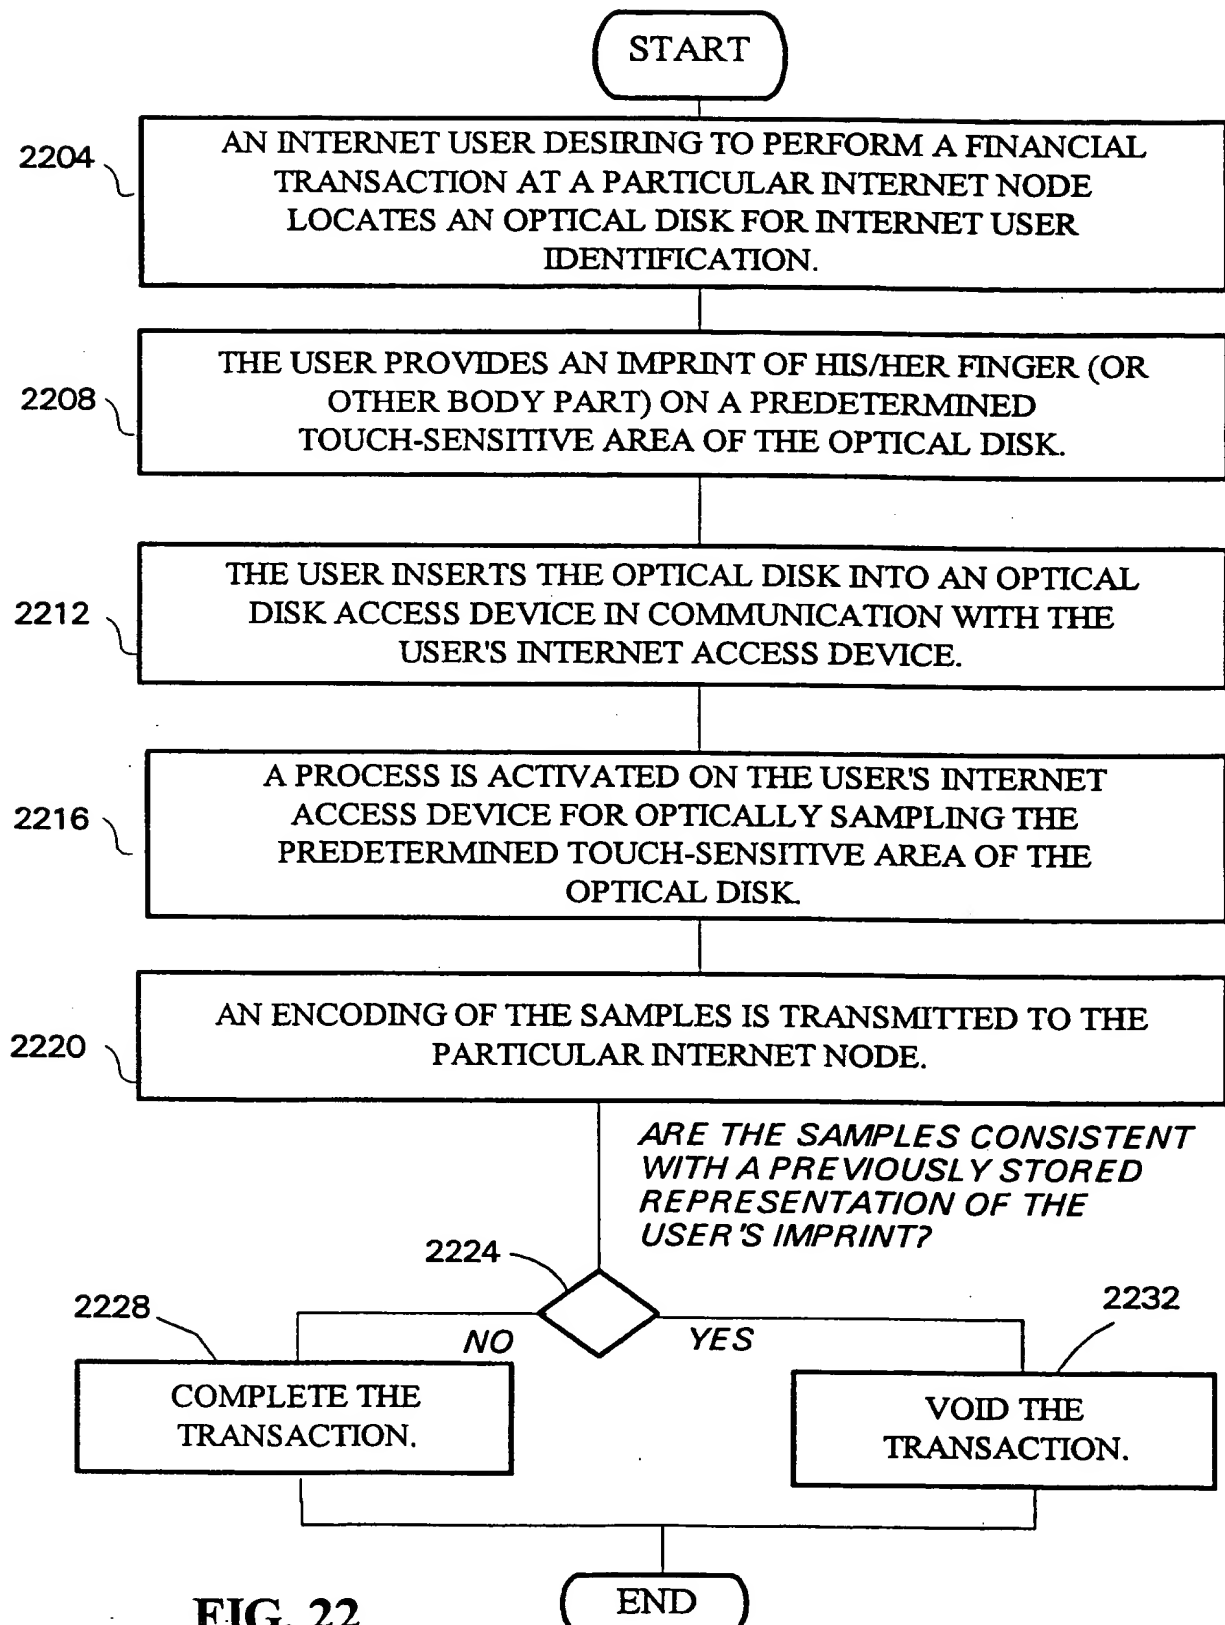 START
2204
AN INTERNET USER DESIRING TO PERFORM A FINANCIAL
TRANSACTION AT A PARTICULAR INTERNET NODE
LOCATES AN OPTICAL DISK FOR INTERNET USER
IDENTIFICATION.
2208
THE USER PROVIDES AN IMPRINT OF HIS/HER FINGER (OR
OTHER BODY PART) ON A PREDETERMINED
TOUCH-SENSITIVE AREA OF THE OPTICAL DISK.
2212
THE USER INSERTS THE OPTICAL DISK INTO AN OPTICAL
DISK ACCESS DEVICE IN COMMUNICATION WITH THE
USER'S INTERNET ACCESS DEVICE.
2216
A PROCESS IS ACTIVATED ON THE USER'S INTERNET
ACCESS DEVICE FOR OPTICALLY SAMPLING THE
PREDETERMINED TOUCH-SENSITIVE AREA OF THE
OPTICAL DISK.
2220
AN ENCODING OF THE SAMPLES IS TRANSMITTED TO THE
PARTICULAR INTERNET NODE.
ARE THE SAMPLES CONSISTENT
WITH A PREVIOUSLY STORED
REPRESENTATION OF THE
USER'S IMPRINT?
2224
2228
2232
NO
YES
COMPLETE THE
TRANSACTION.
VOID THE
TRANSACTION.
END
FIG. 22